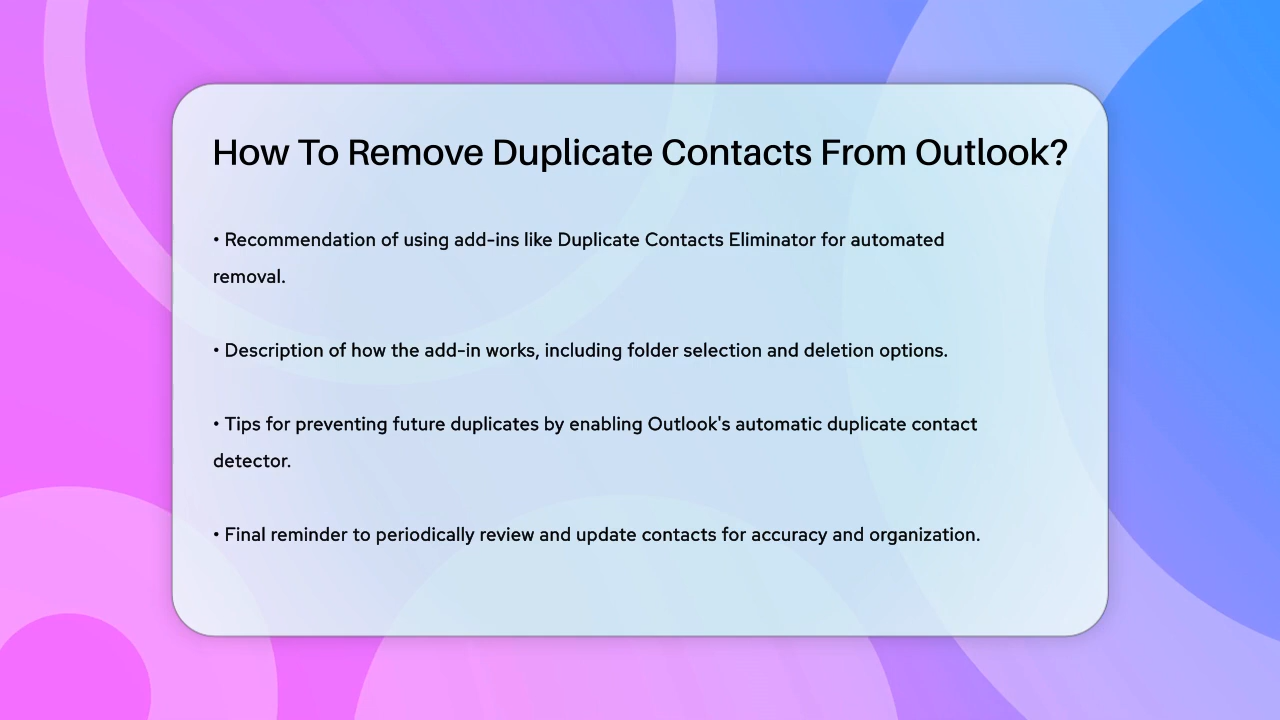 How To Remove Duplicate Contacts From Outlook?
• Recommendation of using add-ins like Duplicate Contacts Eliminator for automated
removal.
• Description of how the add-in works, including folder selection and deletion options.
• Tips for preventing future duplicates by enabling Outlook's automatic duplicate contact
detector.
• Final reminder to periodically review and update contacts for accuracy and organization.